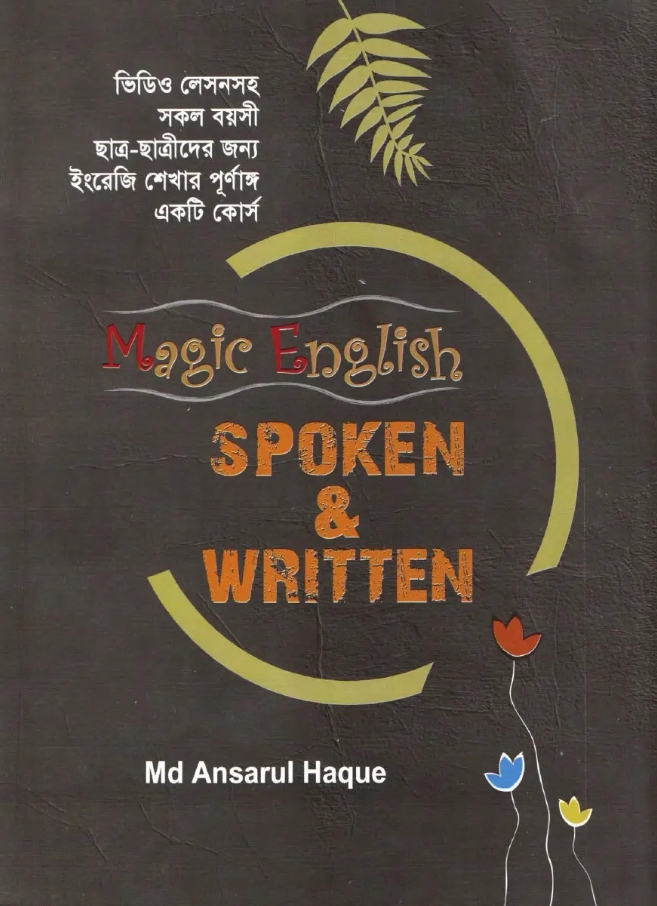 ভিডিও লেসনসহ
সকল বয়সী
ছাত্র-ছাত্রীদের জন্য
ইংরেজি শেখার পূর্ণাঙ্গ
একটি কোর্স
Magic English
SPOKEN
&
WRITTEN
Md Ansarul Haque